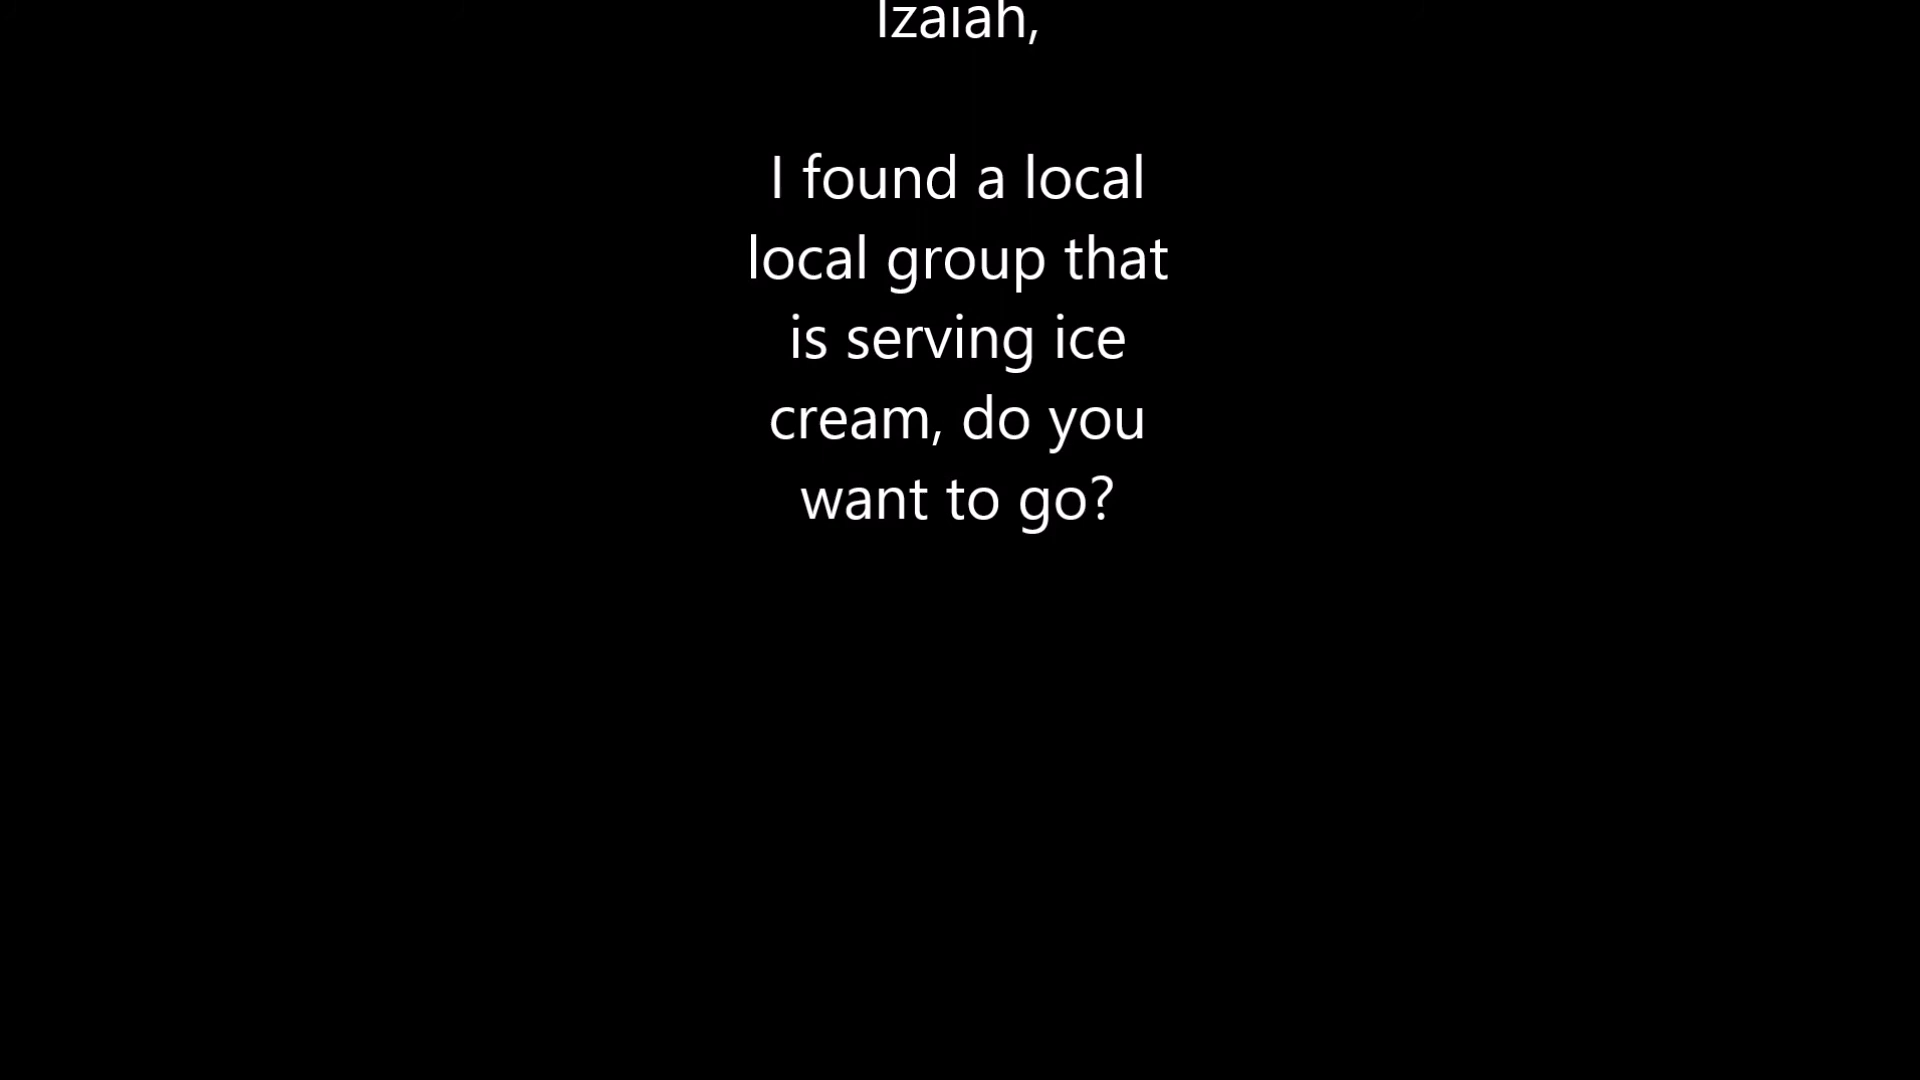 Izaiah,
I found a local
local group that
is serving ice
cream, do you
want to go?